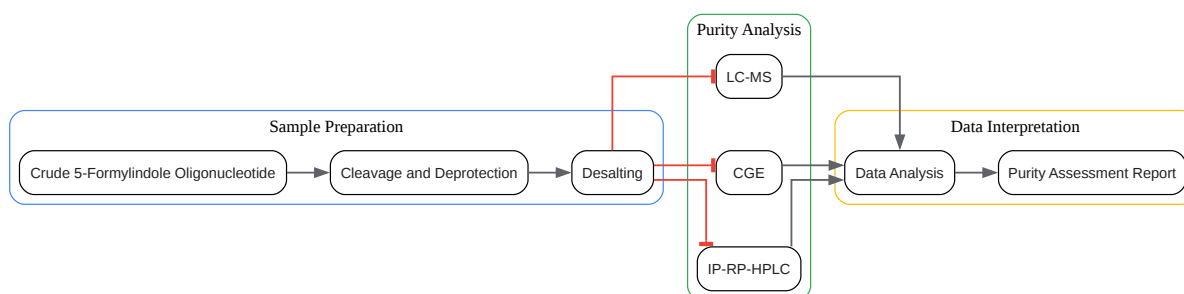 Purity Analysis
LC-MS
Sample Preparation
Data Interpretation
Crude 5-Formylindole Oligonucleotide
Cleavage and Deprotection
Desalting
CGE
Data Analysis
Purity Assessment Report
IP-RP-HPLC